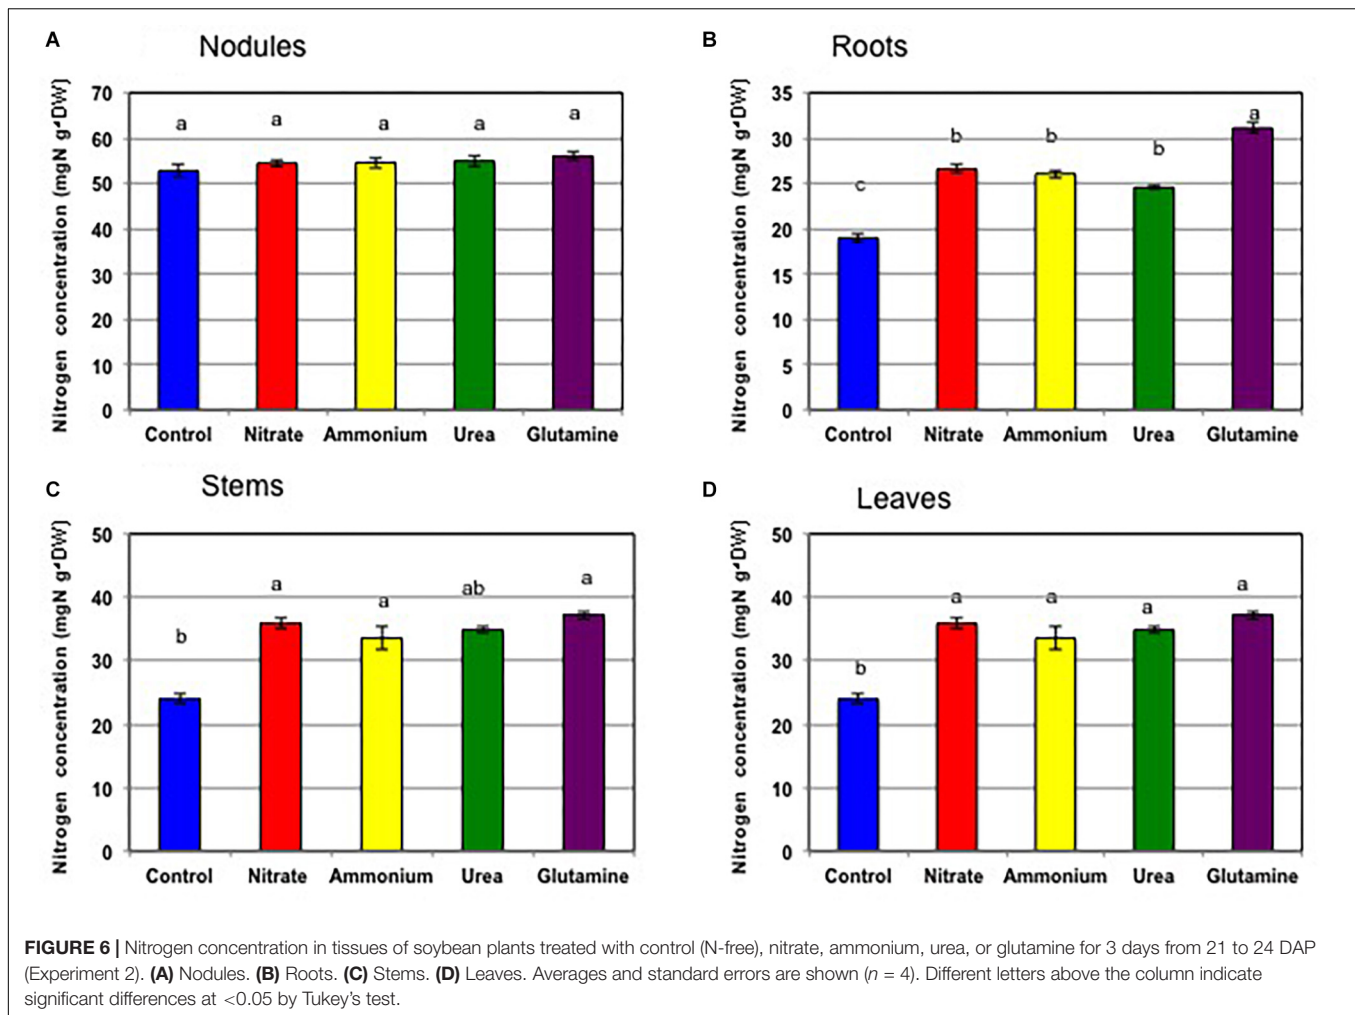 A
Nodules
Nitrogen concentration (mgN g⁻¹DW)
70
60
50
40
30
20
10
0
a
a
a
a
a
Control
Nitrate
Ammonium
Urea
Glutamine
B
Roots
Nitrogen concentration (mgN g⁻¹DW)
35
30
25
20
15
10
5
0
c
b
b
b
a
Control
Nitrate
Ammonium
Urea
Glutamine
C
Stems
Nitrogen concentration (mgN g⁻¹DW)
50
40
30
20
10
0
b
a
a
ab
a
Control
Nitrate
Ammonium
Urea
Glutamine
D
Leaves
Nitrogen concentration (mgN g⁻¹DW)
50
40
30
20
10
0
b
a
a
a
a
Control
Nitrate
Ammonium
Urea
Glutamine
FIGURE 6 | Nitrogen concentration in tissues of soybean plants treated with control (N-free), nitrate, ammonium, urea, or glutamine for 3 days from 21 to 24 DAP
(Experiment 2). (A) Nodules. (B) Roots. (C) Stems. (D) Leaves. Averages and standard errors are shown (n = 4). Different letters above the column indicate
significant differences at <0.05 by Tukey's test.